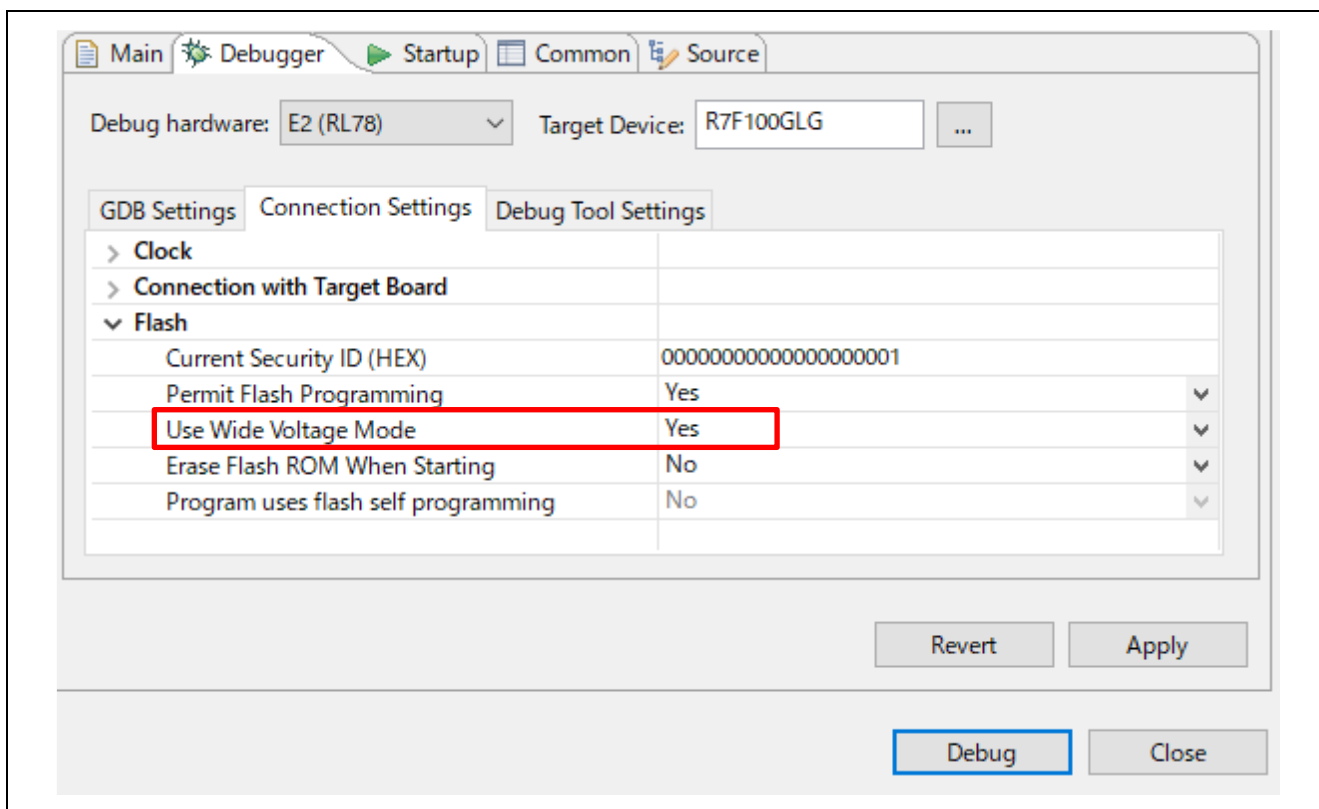 Main Debugger Startup Common Source
Debug hardware: E2 (RL78) Target Device: R7F100GLG ...
GDB Settings Connection Settings Debug Tool Settings
Clock
Connection with Target Board
Flash
Current Security ID (HEX) 00000000000000000001
Permit Flash Programming Yes
Use Wide Voltage Mode Yes
Erase Flash ROM When Starting No
Program uses flash self programming No
Revert Apply
Debug Close